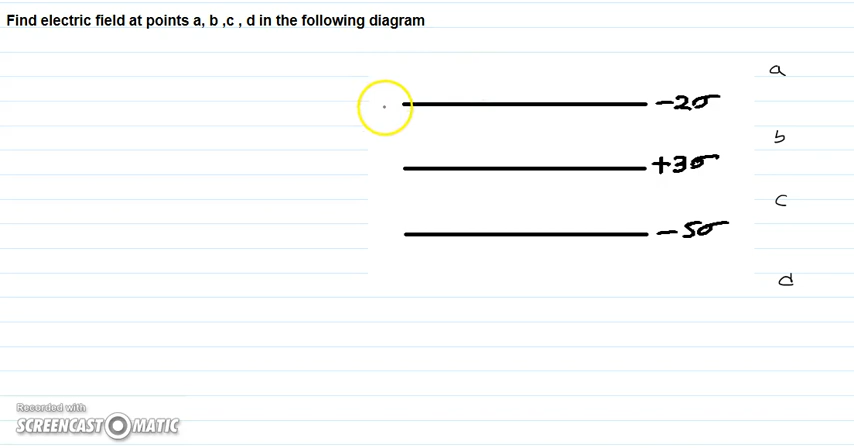 Find electric field at points a, b ,c , d in the following diagram
a
-2σ
b
+3σ
c
-5σ
d
Recorded with
SCREENCAST-O-MATIC